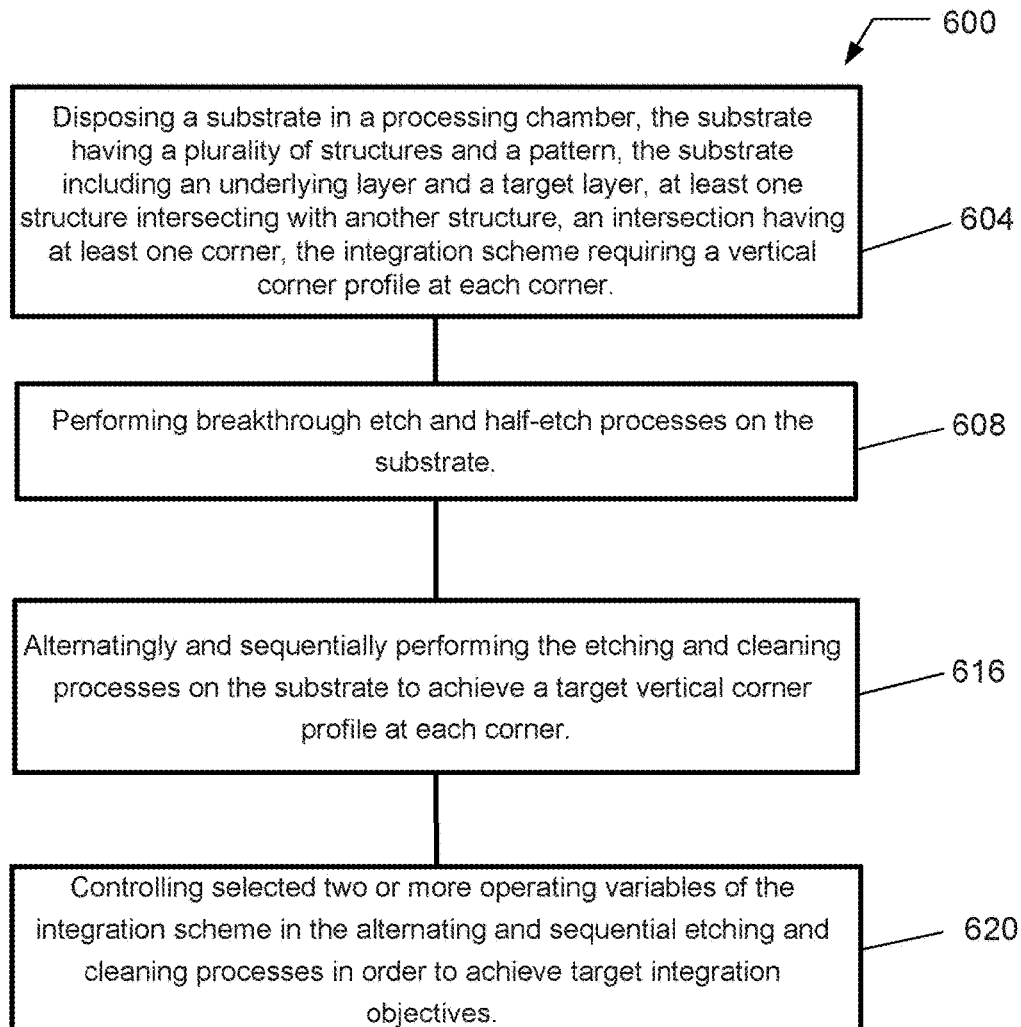 600
Disposing a substrate in a processing chamber, the substrate
having a plurality of structures and a pattern, the substrate
including an underlying layer and a target layer, at least one
structure intersecting with another structure, an intersection having
at least one corner, the integration scheme requiring a vertical
corner profile at each corner.
604
Performing breakthrough etch and half-etch processes on the
substrate.
608
Alternatingly and sequentially performing the etching and cleaning
processes on the substrate to achieve a target vertical corner
profile at each corner.
616
Controlling selected two or more operating variables of the
integration scheme in the alternating and sequential etching and
cleaning processes in order to achieve target integration
objectives.
620